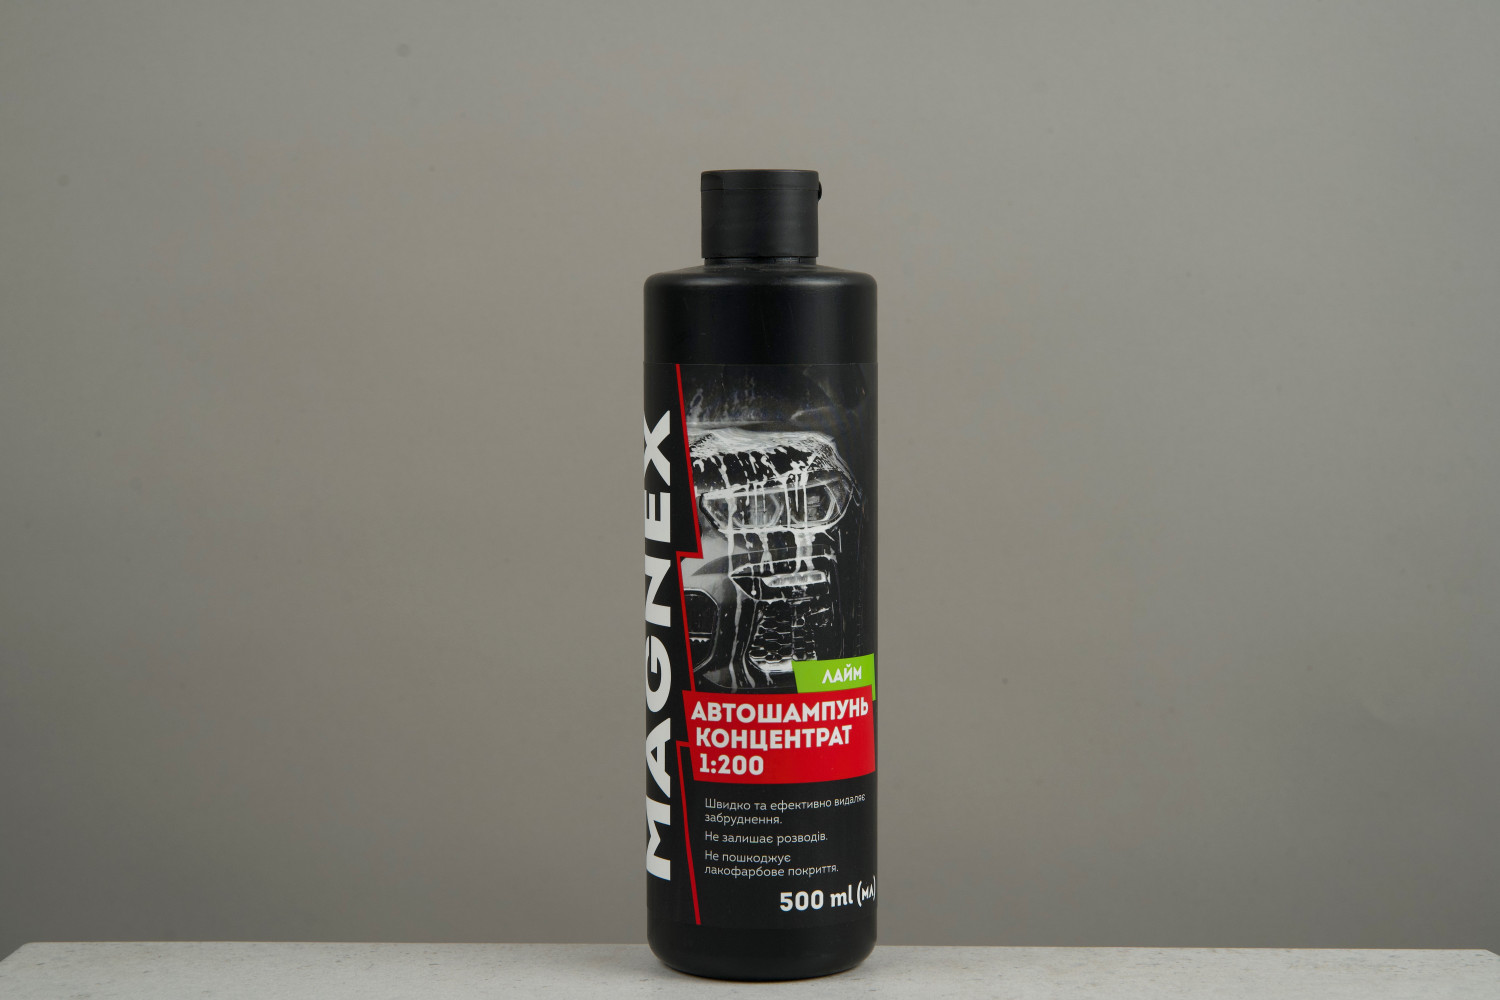 MAGNEX
ЛАЙМ
АВТОШАМПУНЬ
КОНЦЕНТРАТ
1:200
Швидко та ефективно видаляє
забруднення.
Не залишає розводів.
Не пошкоджує
лакофарбове покриття.
500 ml (мл)